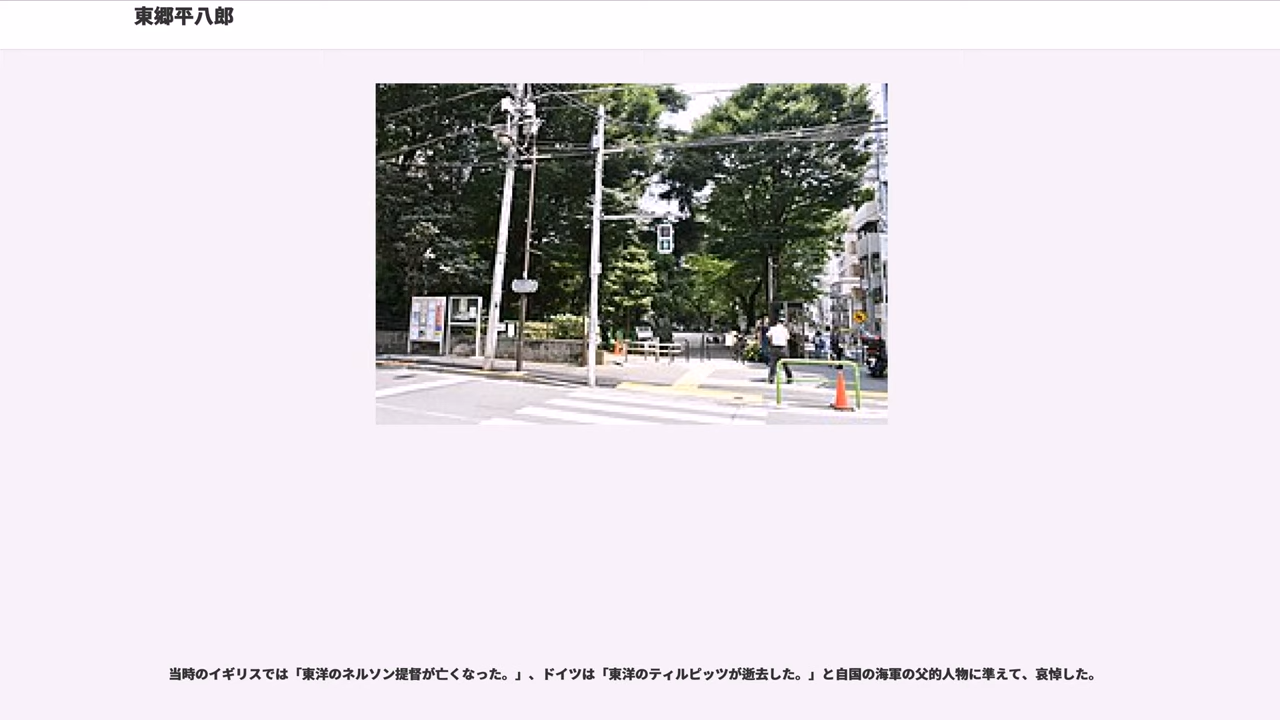 東郷平八郎
当時のイギリスでは「東洋のネルソン提督が亡くなった。」、ドイツは「東洋のティルピッツが逝去した。」と自国の海軍の父的人物に準えて、哀悼した。